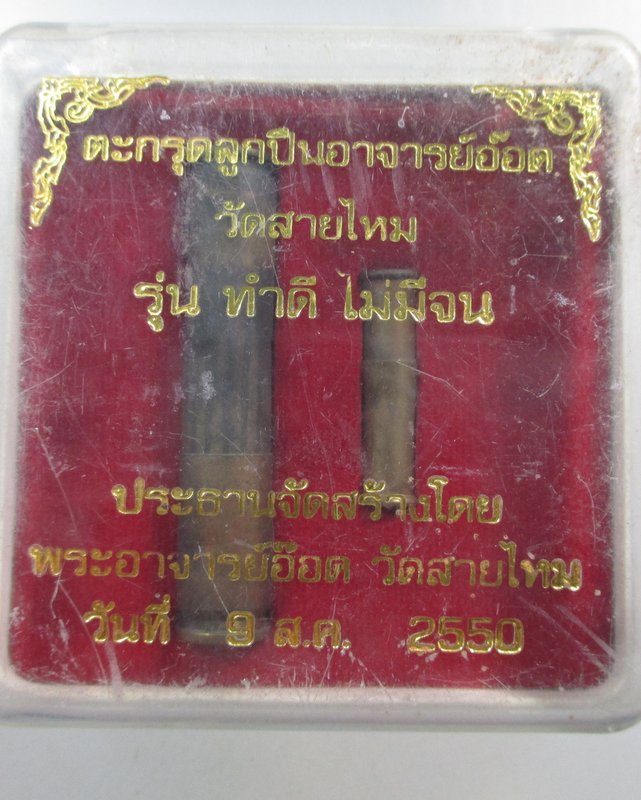 ตะกรุดลูกปืนอาจารย์อ๊อต
วัดสายไหม
รุ่น ทำดี ไม่มีจน
ประธานจัดสร้างโดย
พระอาจารย์อ๊อต วัดสายไหม
วันที่ 9 ส.ค. 2550